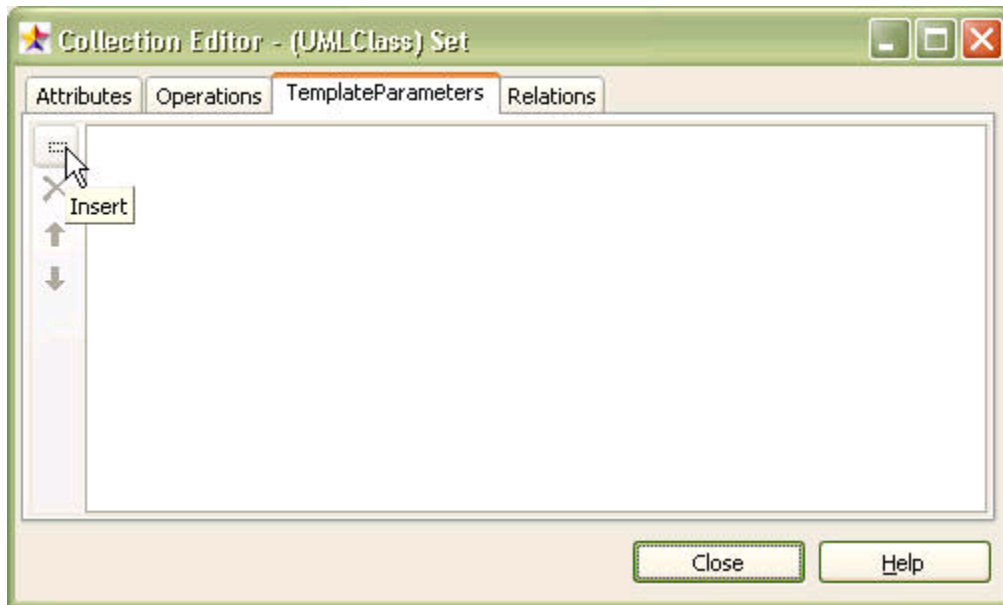 Collection Editor - (UMLClass) Set
Attributes Operations TemplateParameters Relations
Insert
Close Help